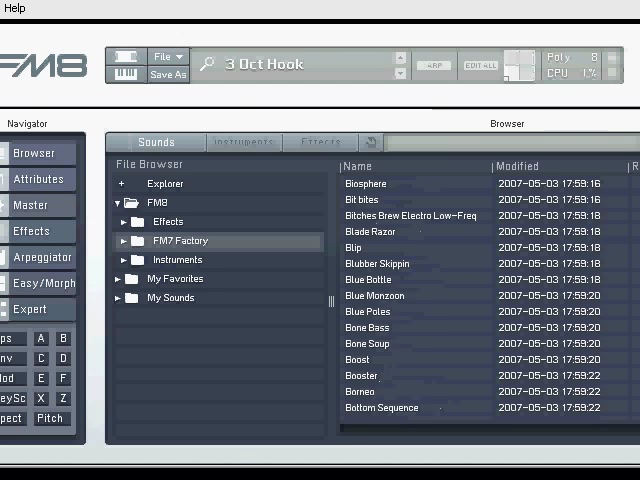 Help
FM8
File
Save As
3 Oct Hook
ARP
EDIT ALL
Poly 8
CPU 1%
Navigator
Browser
Browser
Attributes
Master
Effects
Arpeggiator
Easy/Morph
Expert
ps A B
nv C D
od E F
eySc X Z
pect Pitch
Sounds Instruments Effects
File Browser
+ Explorer
FM8
Effects
FM7 Factory
Instruments
My Favorites
My Sounds
Name Modified R
Biosphere 2007-05-03 17:59:16
Bit bites 2007-05-03 17:59:16
Bitches Brew Electro Low-Freq 2007-05-03 17:59:18
Blade Razor 2007-05-03 17:59:18
Blip 2007-05-03 17:59:18
Blubber Skippin 2007-05-03 17:59:18
Blue Bottle 2007-05-03 17:59:18
Blue Monzoon 2007-05-03 17:59:20
Blue Poles 2007-05-03 17:59:20
Bone Bass 2007-05-03 17:59:20
Bone Soup 2007-05-03 17:59:20
Boost 2007-05-03 17:59:20
Booster 2007-05-03 17:59:22
Borneo 2007-05-03 17:59:22
Bottom Sequence 2007-05-03 17:59:22